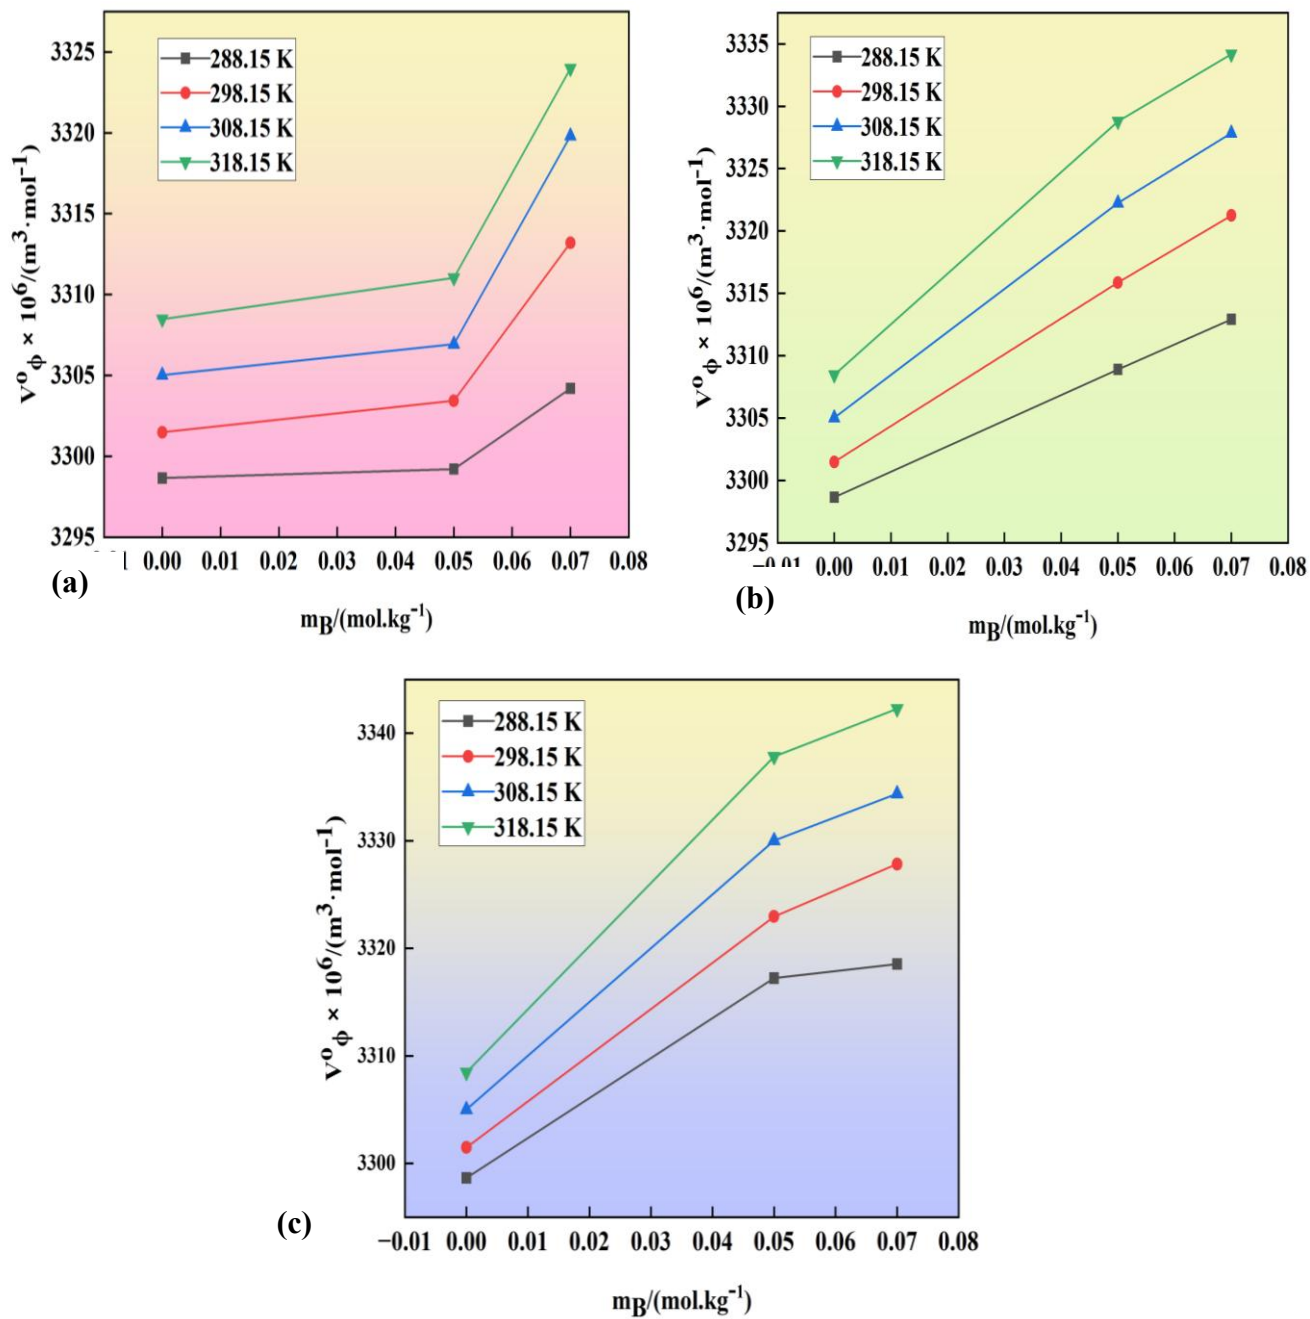 3325
3320
3315
3310
3305
3300
3295
V⁰ϕ × 10⁶/(m³·mol⁻¹)
288.15 K
298.15 K
308.15 K
318.15 K
0.00 0.01 0.02 0.03 0.04 0.05 0.06 0.07 0.08
(a)
mB/(mol.kg⁻¹)
3335
3330
3325
3320
3315
3310
3305
3300
3295
V⁰ϕ × 10⁶/(m³·mol⁻¹)
288.15 K
298.15 K
308.15 K
318.15 K
−0.01 0.00 0.01 0.02 0.03 0.04 0.05 0.06 0.07 0.08
(b)
mB/(mol.kg⁻¹)
3340
3330
3320
3310
3300
V⁰ϕ × 10⁶/(m³·mol⁻¹)
288.15 K
298.15 K
308.15 K
318.15 K
−0.01 0.00 0.01 0.02 0.03 0.04 0.05 0.06 0.07 0.08
(c)
mB/(mol.kg⁻¹)